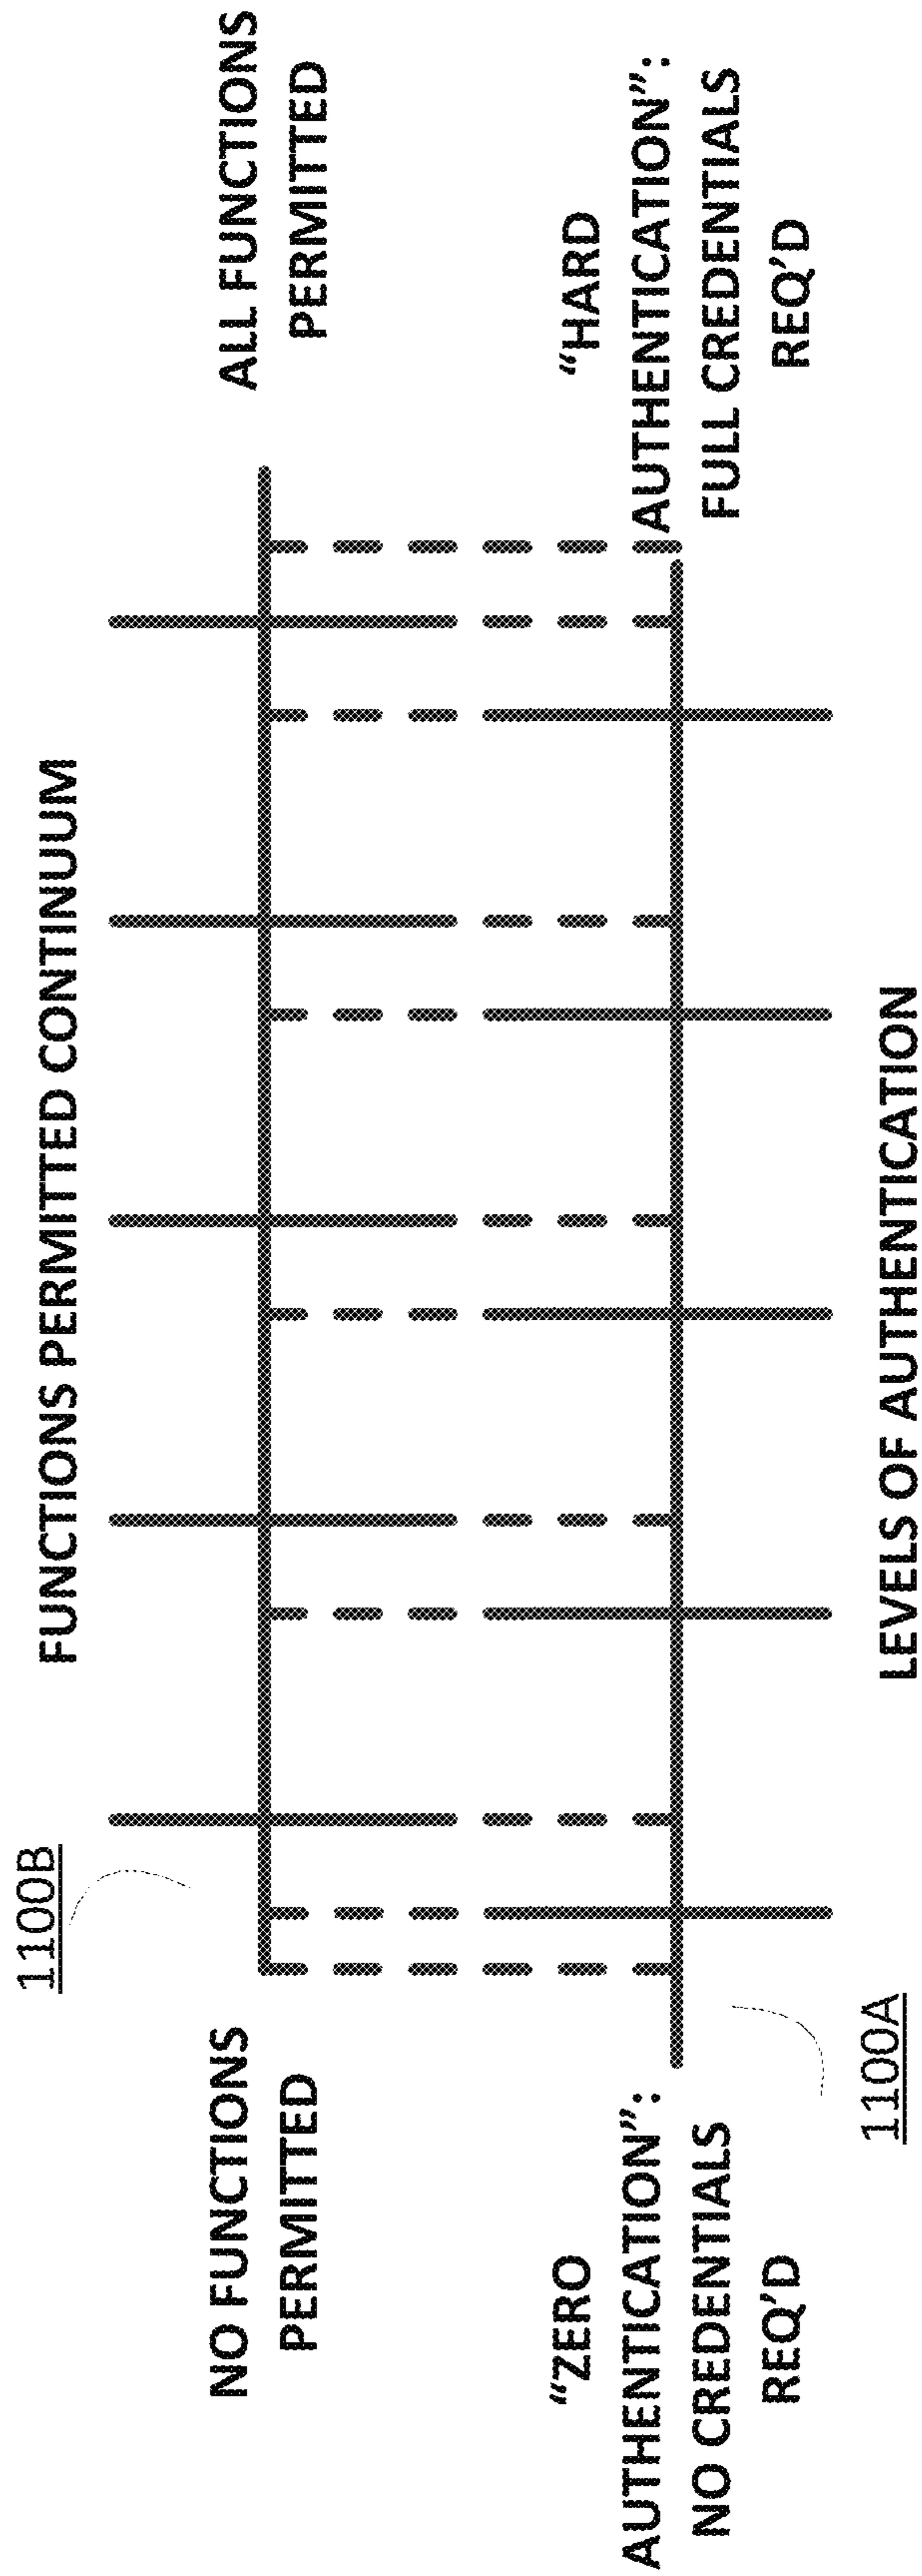 1100B
FUNCTIONS PERMITTED CONTINUUM
NO FUNCTIONS
PERMITTED
ALL FUNCTIONS
PERMITTED
“ZERO
AUTHENTICATION”:
NO CREDENTIALS
REQ’D
“HARD
AUTHENTICATION”:
FULL CREDENTIALS
REQ’D
1100A
LEVELS OF AUTHENTICATION